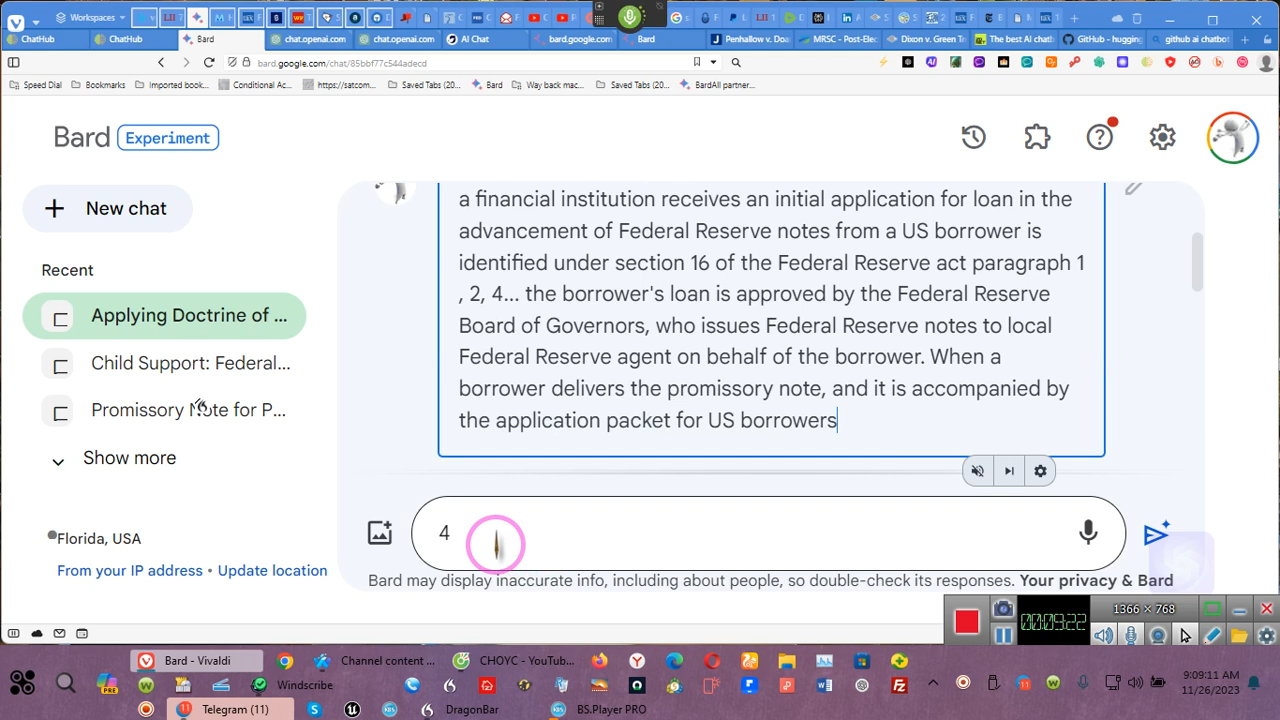 Workspaces
ChatHub
ChatHub
Bard
chat.openai.com
chat.openai.com
AI Chat
bard.google.com
Bard
Penhallow v. Doa
MRSC - Post-Elec
Dixon v. Green T
The best AI chatb
GitHub - hugging
github ai chatbot
bard.google.com/chat/85bbf77c544adecd
Speed Dial
Bookmarks
Imported book...
Conditional Ac...
https://satcom...
Saved Tabs (20...
Bard
Way back mac...
Saved Tabs (20...
BardAll partner...
Bard
Experiment
New chat
Recent
Applying Doctrine of ...
Child Support: Federal...
Promissory Note for P...
Show more
Florida, USA
From your IP address • Update location
a financial institution receives an initial application for loan in the
advancement of Federal Reserve notes from a US borrower is
identified under section 16 of the Federal Reserve act paragraph 1
, 2, 4... the borrower's loan is approved by the Federal Reserve
Board of Governors, who issues Federal Reserve notes to local
Federal Reserve agent on behalf of the borrower. When a
borrower delivers the promissory note, and it is accompanied by
the application packet for US borrowers
4
Bard may display inaccurate info, including about people, so double-check its responses. Your privacy & Bard
1366 × 768
00:09:22
Bard - Vivaldi
Channel content ...
CHOYC - YouTub...
PRE
Windscribe
9:09:11 AM
11/26/2023
Telegram (11)
DragonBar
BS.Player PRO